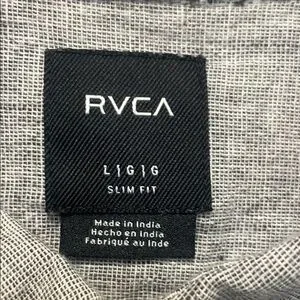 RVCA
L|G|G
SLIM FIT
Made in India
Hecho en India
Fabriqué au Inde